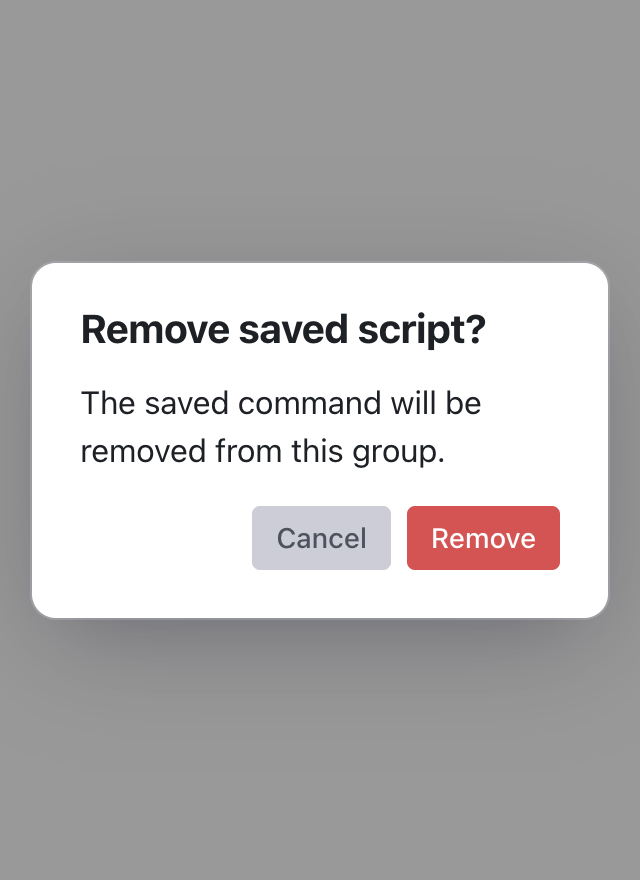 Remove saved script?
The saved command will be
removed from this group.
Cancel Remove